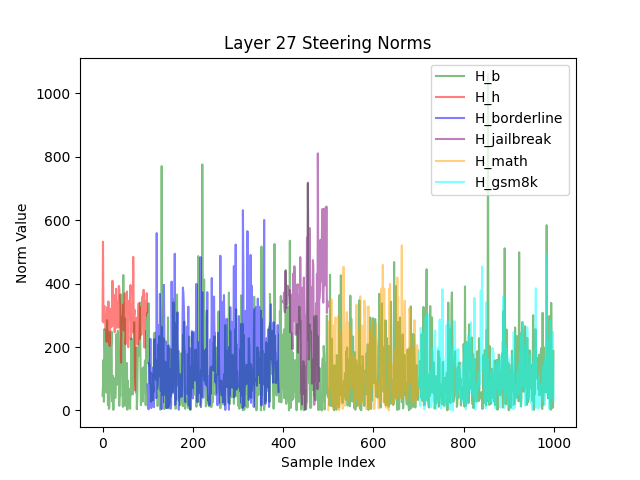 Layer 27 Steering Norms
Norm Value
1000
800
600
400
200
0
H_b
H_h
H_borderline
H_jailbreak
H_math
H_gsm8k
0 200 400 600 800 1000
Sample Index